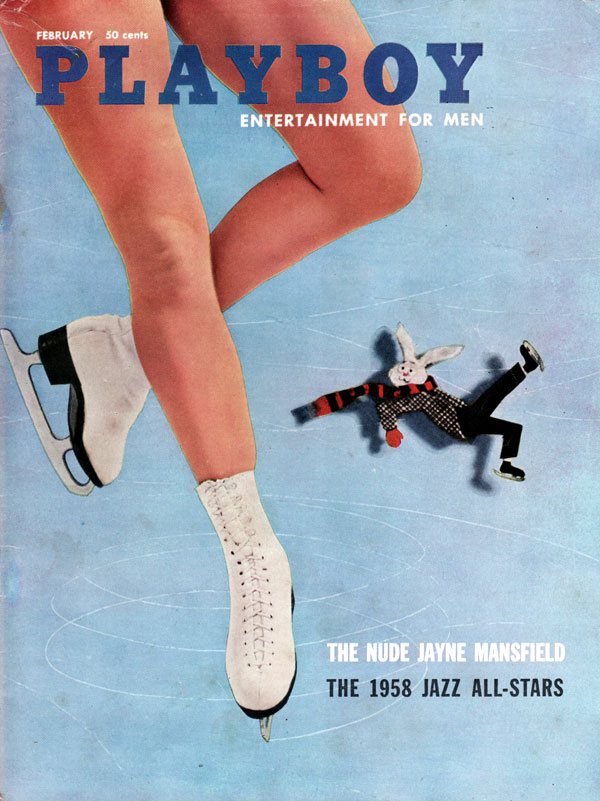 FEBRUARY 50 cents
PLAYBOY
ENTERTAINMENT FOR MEN
THE NUDE JAYNE MANSFIELD
THE 1958 JAZZ ALL-STARS